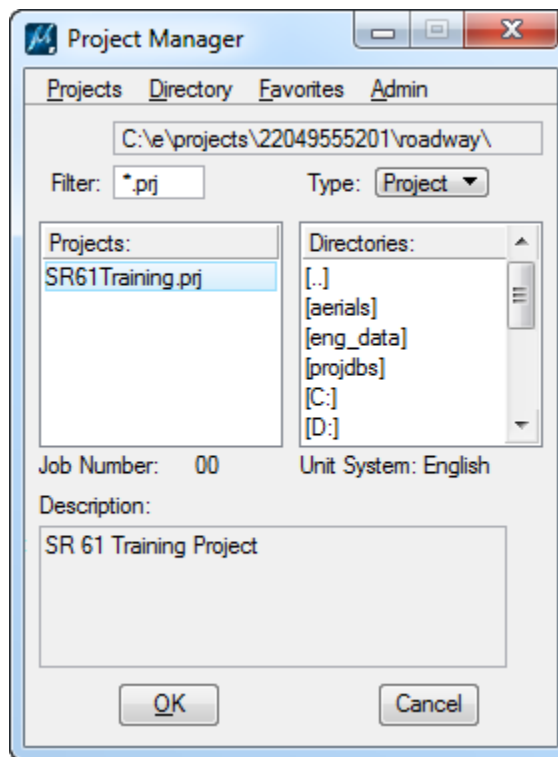 Project Manager
Projects Directory Favorites Admin
C:\e\projects\22049555201\roadway\
Filter: *.prj Type: Project
Projects: Directories:
SR61Training.prj [..]
[aerials]
[eng_data]
[projdbs]
[C:]
[D:]
Job Number: 00 Unit System: English
Description:
SR 61 Training Project
OK Cancel